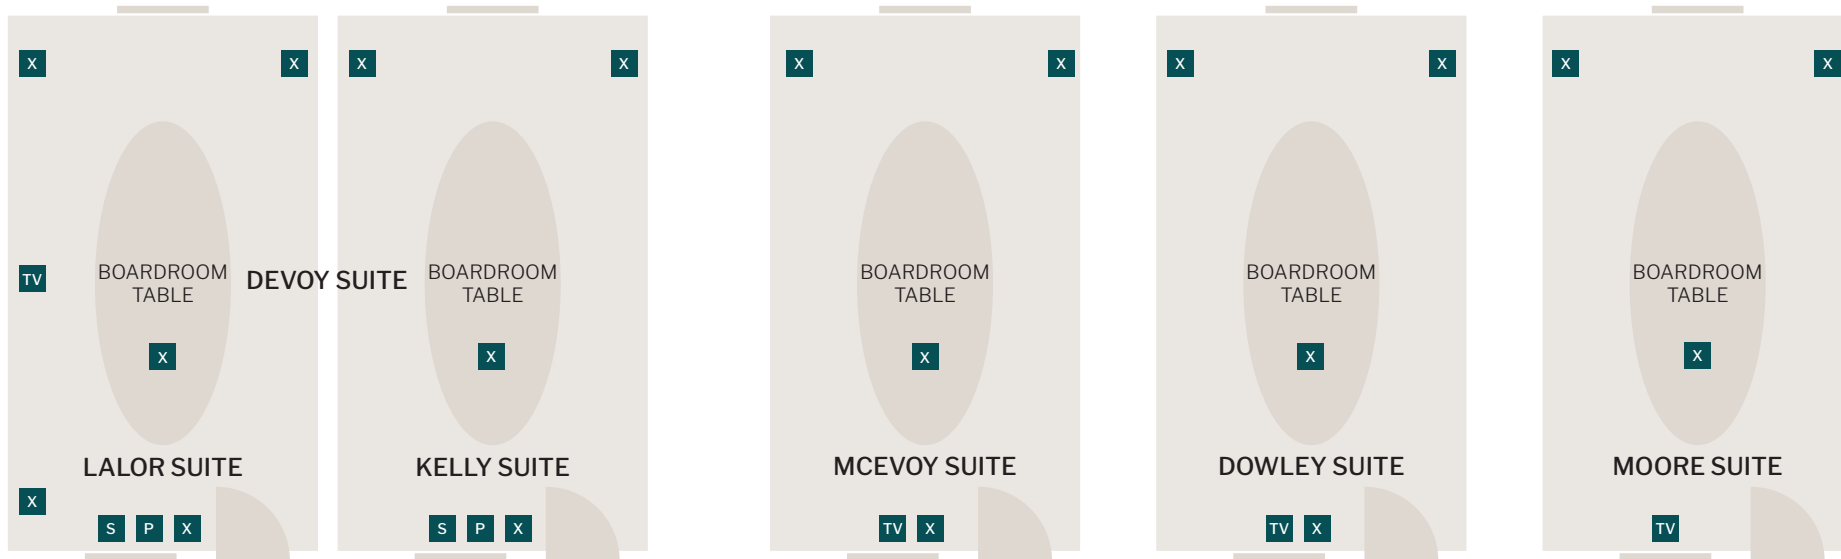 X X X X X X X X X X
TV
BOARDROOM
TABLE
DEVOY SUITE
BOARDROOM
TABLE
BOARDROOM
TABLE
BOARDROOM
TABLE
BOARDROOM
TABLE
X X X X X
LALOR SUITE
KELLY SUITE
MCEVOY SUITE
DOWLEY SUITE
MOORE SUITE
X
S P X
S P X
TV X
TV X
TV